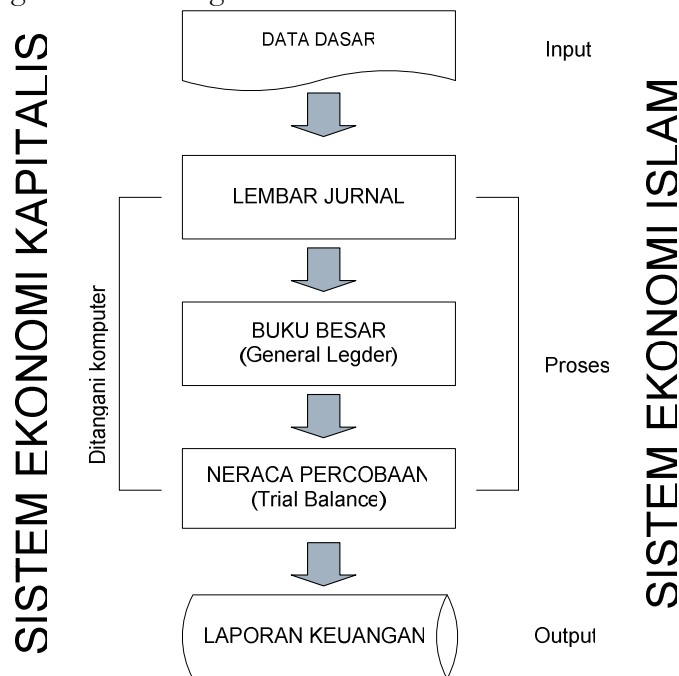 SISTEM EKONOMI KAPITALIS
DATA DASAR
Input
LEMBAR JURNAL
Ditangani komputer
BUKU BESAR
(General Legder)
Proses
NERACA PERCOBAAN
(Trial Balance)
LAPORAN KEUANGAN
Output
SISTEM EKONOMI ISLAM